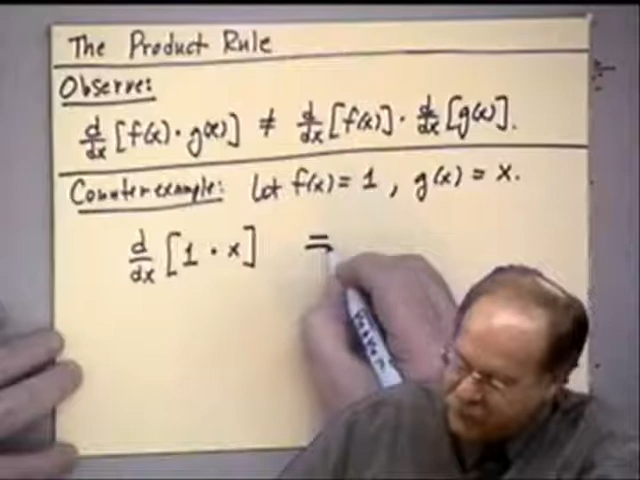 The Product Rule
Observe:
d/dx [f(x) · g(x)] ≠ d/dx [f(x)] · d/dx [g(x)].
Counterexample: Let f(x) = 1 , g(x) = x.
d/dx [1 · x] =